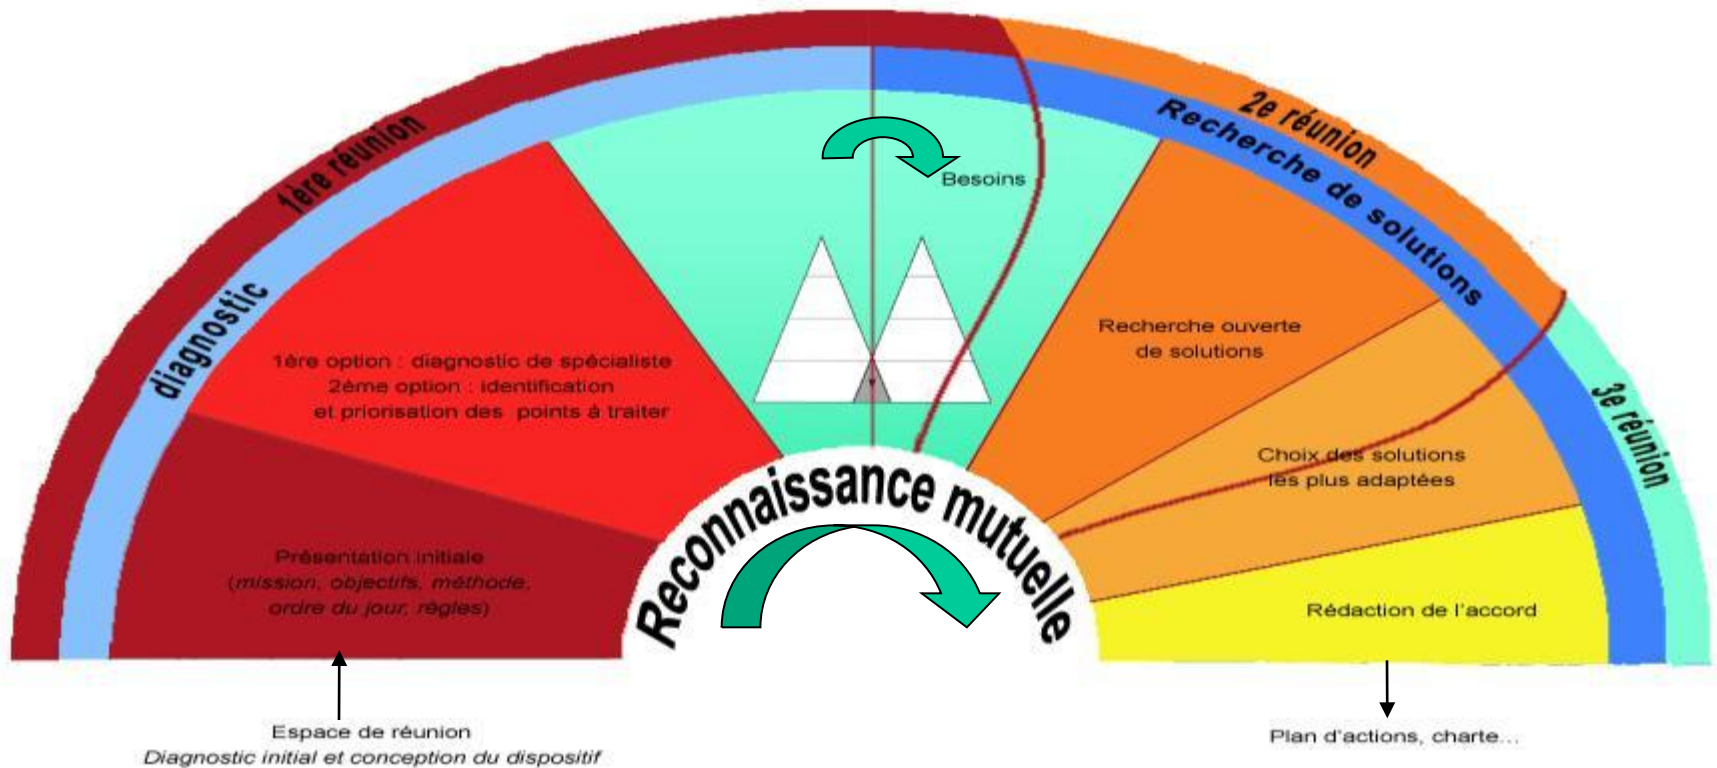 1ère réunion
2e réunion
3e réunion
diagnostic
Recherche de solutions
Besoins
1ère option : diagnostic de spécialiste
2ème option : identification
et priorisation des points à traiter
Recherche ouverte
de solutions
Choix des solutions
les plus adaptées
Présentation initiale
(mission, objectifs, méthode,
ordre du jour, règles)
Rédaction de l'accord
Reconnaissance mutuelle
Espace de réunion
Diagnostic initial et conception du dispositif
Plan d'actions, charte...